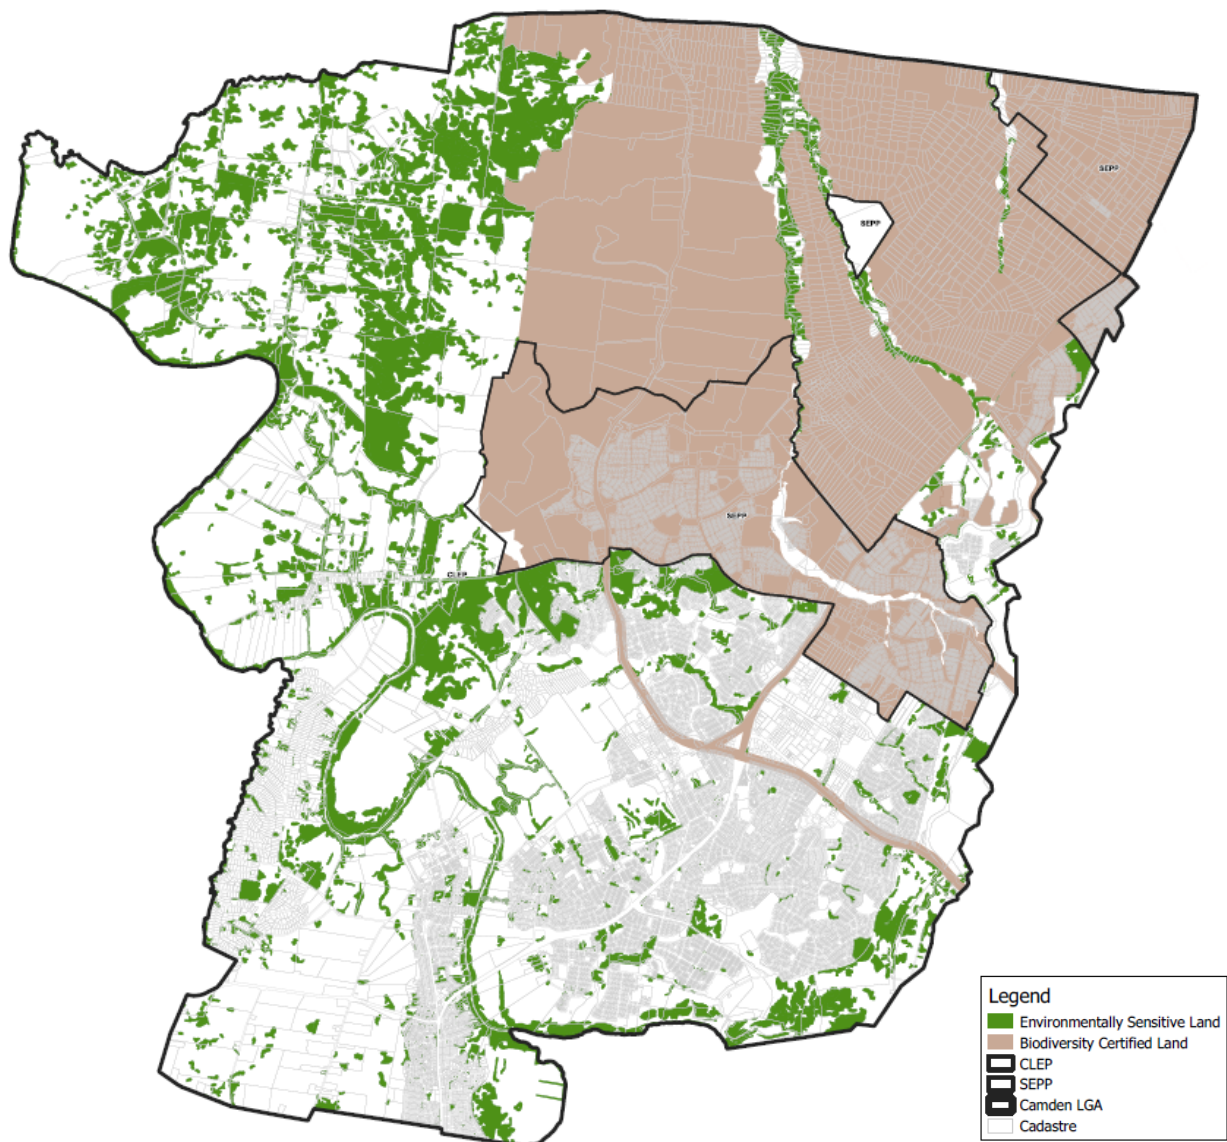 SEPP
SEPP
SEPP
CLEP
Legend
Environmentally Sensitive Land
Biodiversity Certified Land
CLEP
SEPP
Camden LGA
Cadastre